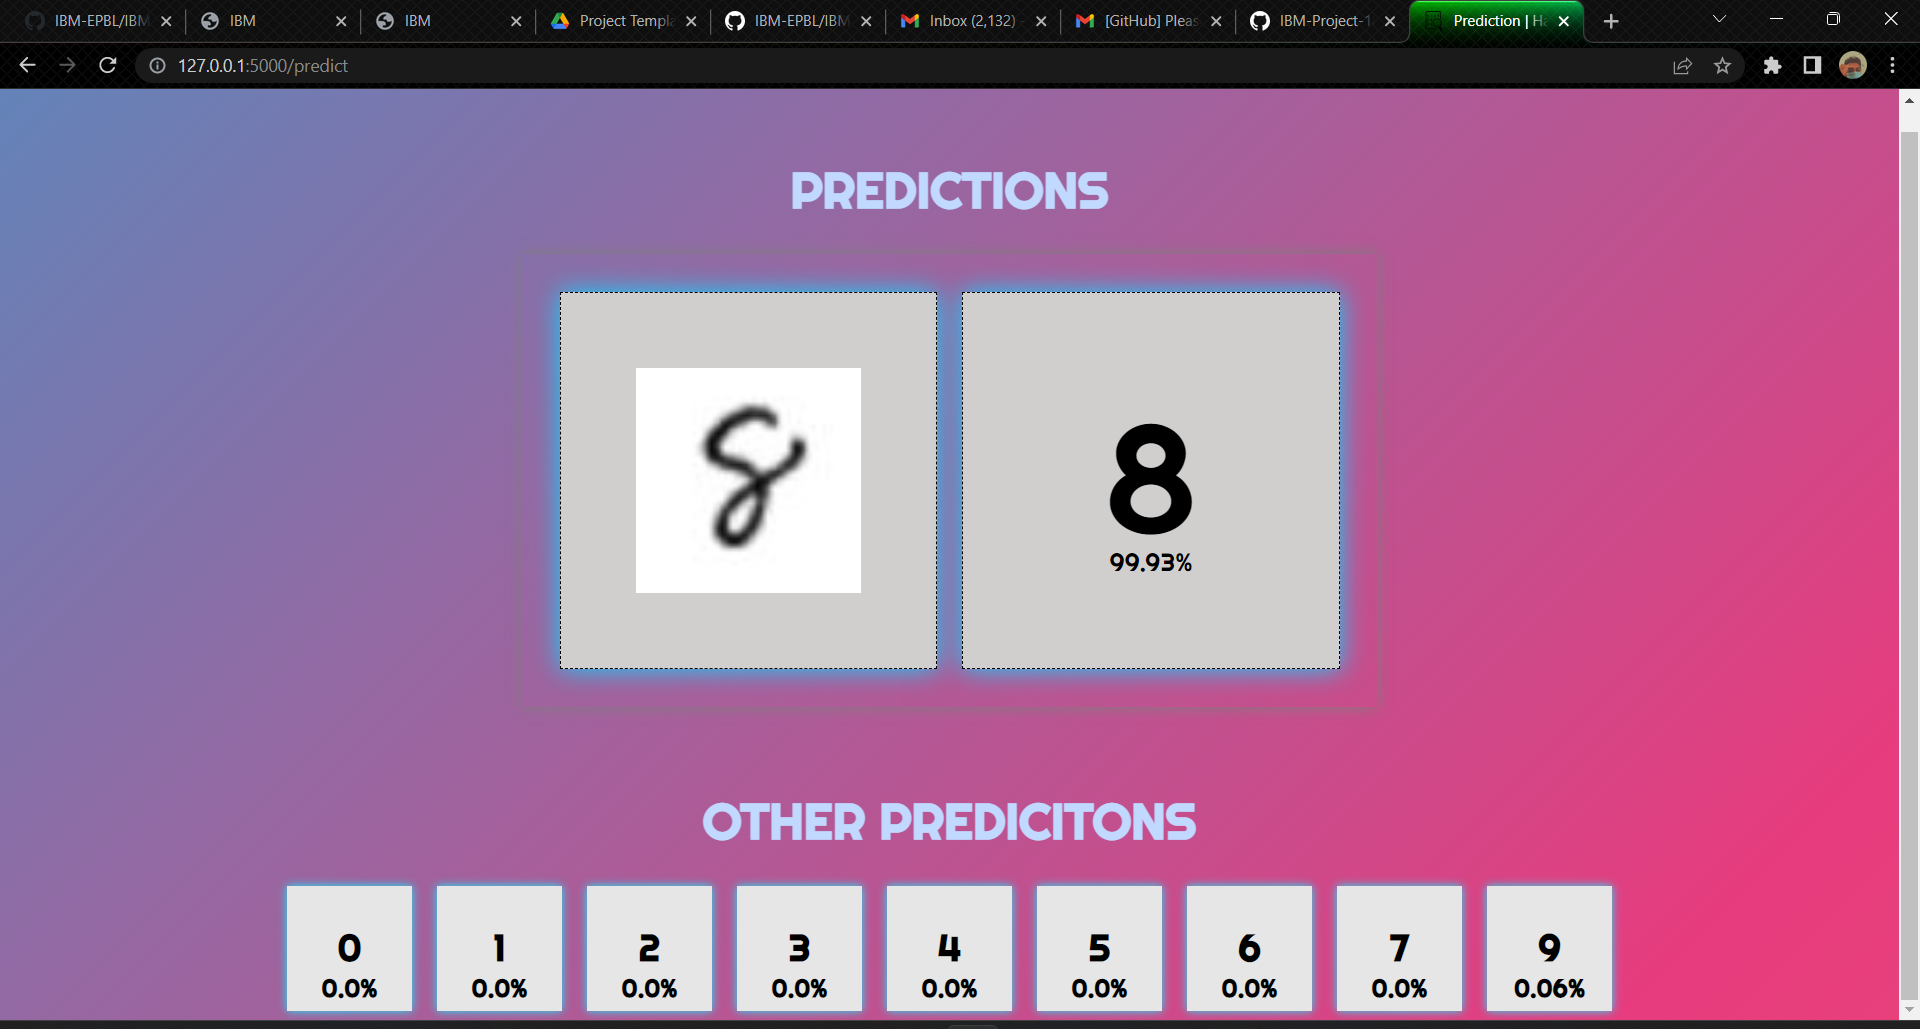 IBM-EPBL/IBM
IBM
IBM
Project Templa
IBM-EPBL/IBM
Inbox (2,132)
[GitHub] Pleas
IBM-Project-1
Prediction | Ha
127.0.0.1:5000/predict
PREDICTIONS
8
8
99.93%
OTHER PREDICITONS
0 1 2 3 4 5 6 7 9
0.0% 0.0% 0.0% 0.0% 0.0% 0.0% 0.0% 0.0% 0.06%